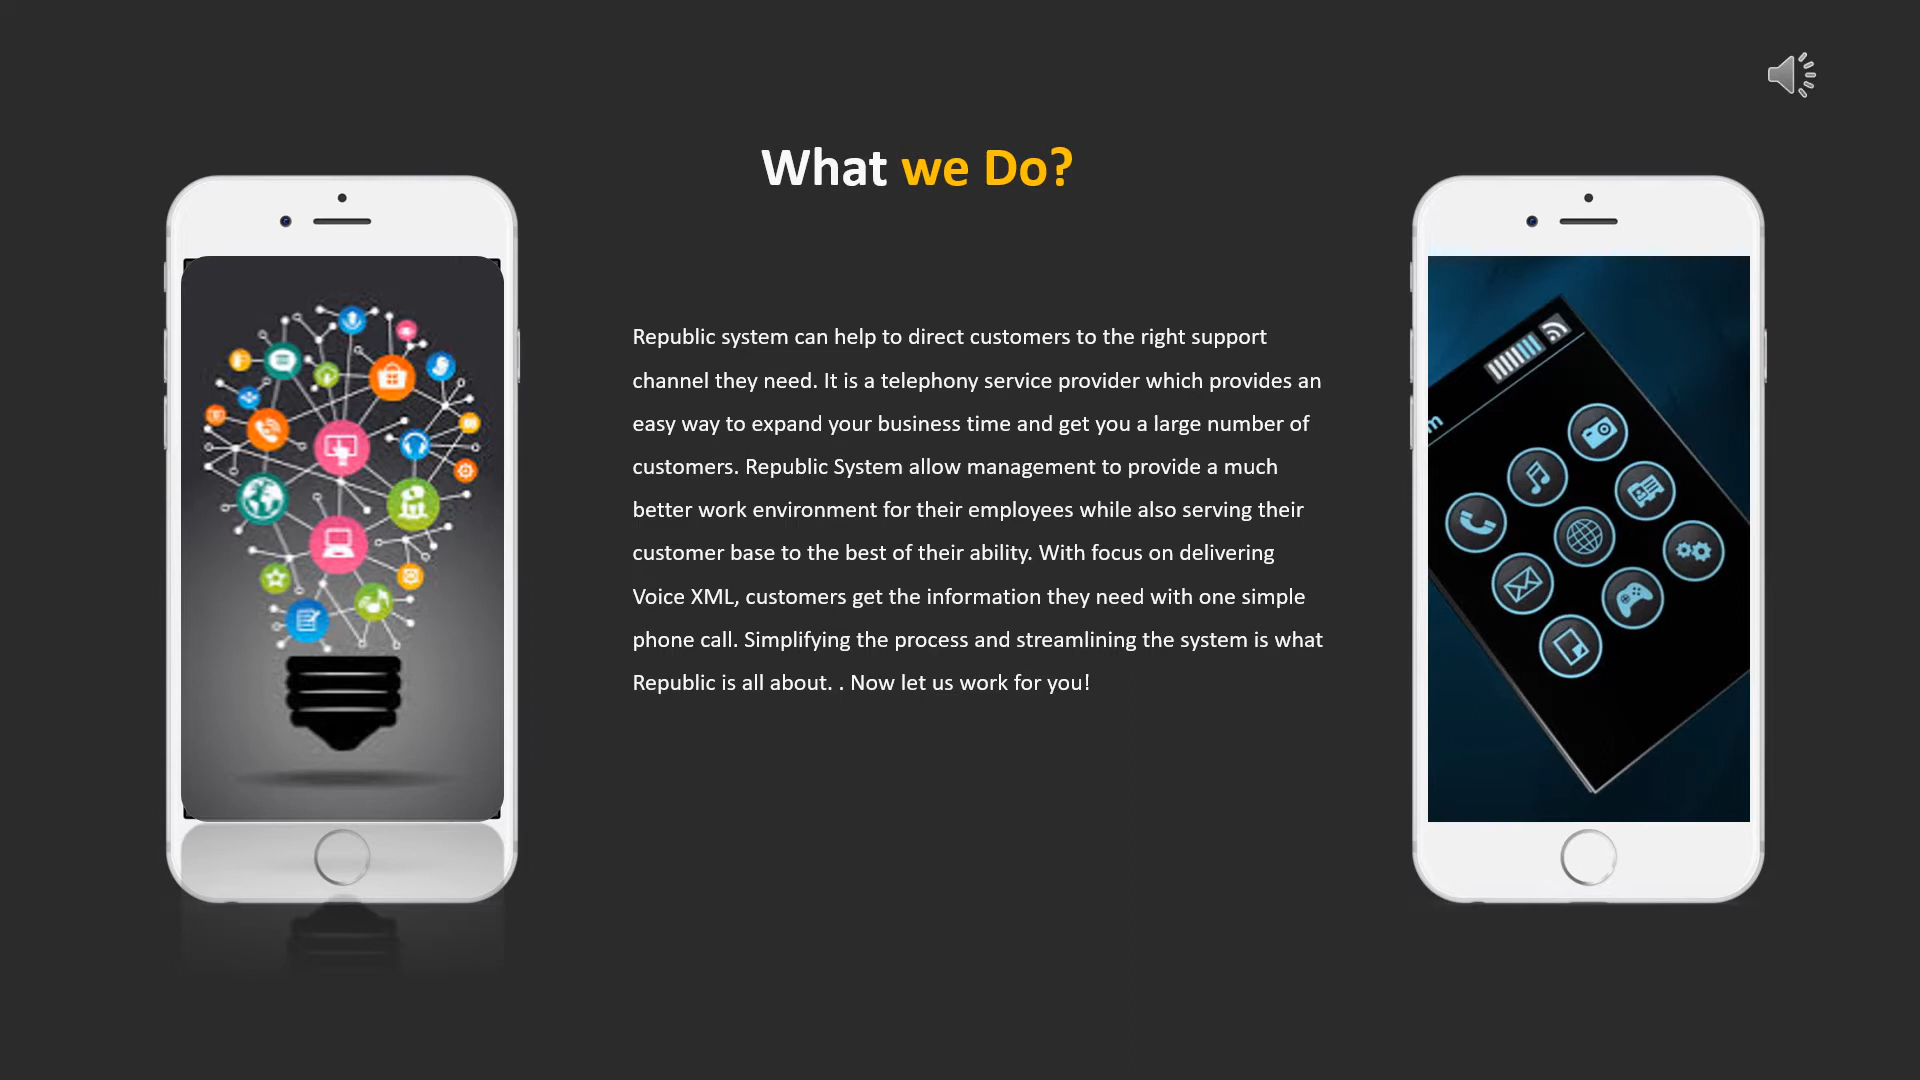 What we Do?
Republic system can help to direct customers to the right support
channel they need. It is a telephony service provider which provides an
easy way to expand your business time and get you a large number of
customers. Republic System allow management to provide a much
better work environment for their employees while also serving their
customer base to the best of their ability. With focus on delivering
Voice XML, customers get the information they need with one simple
phone call. Simplifying the process and streamlining the system is what
Republic is all about. . Now let us work for you!
m